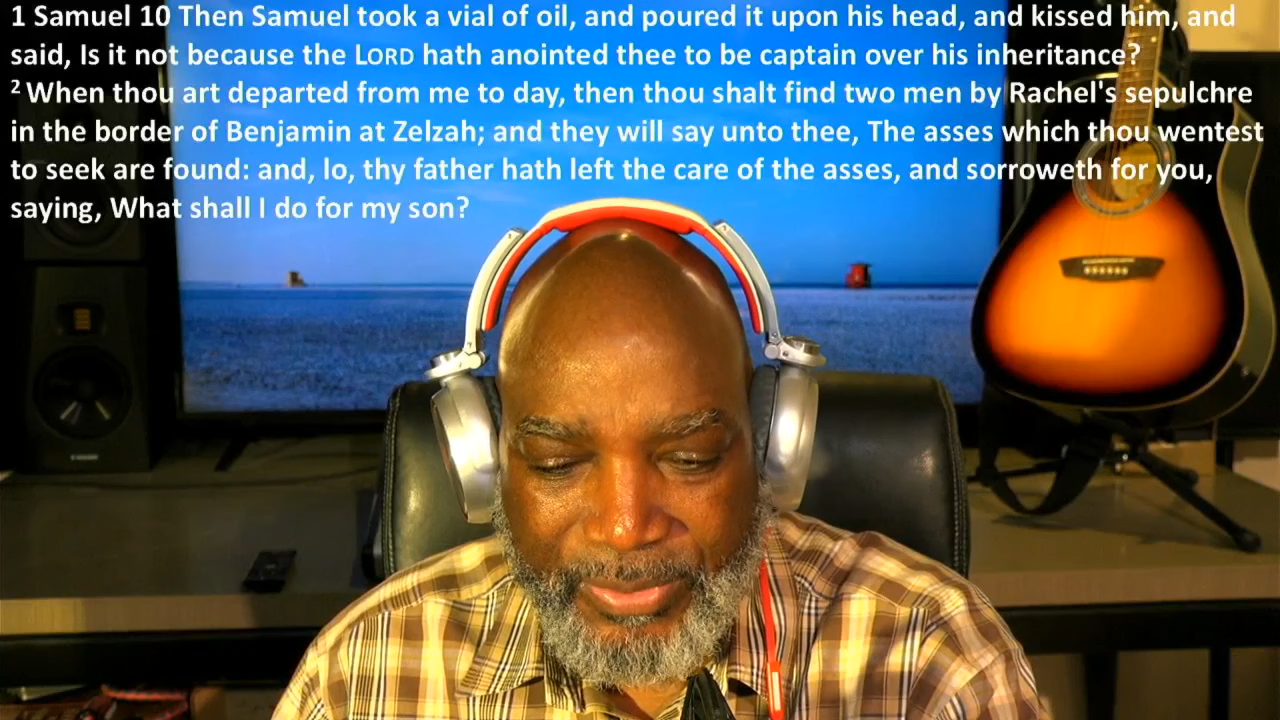 1 Samuel 10 Then Samuel took a vial of oil, and poured it upon his head, and kissed him, and
said, Is it not because the LORD hath anointed thee to be captain over his inheritance?
2 When thou art departed from me to day, then thou shalt find two men by Rachel's sepulchre
in the border of Benjamin at Zelzah; and they will say unto thee, The asses which thou wentest
to seek are found: and, lo, thy father hath left the care of the asses, and sorroweth for you,
saying, What shall I do for my son?